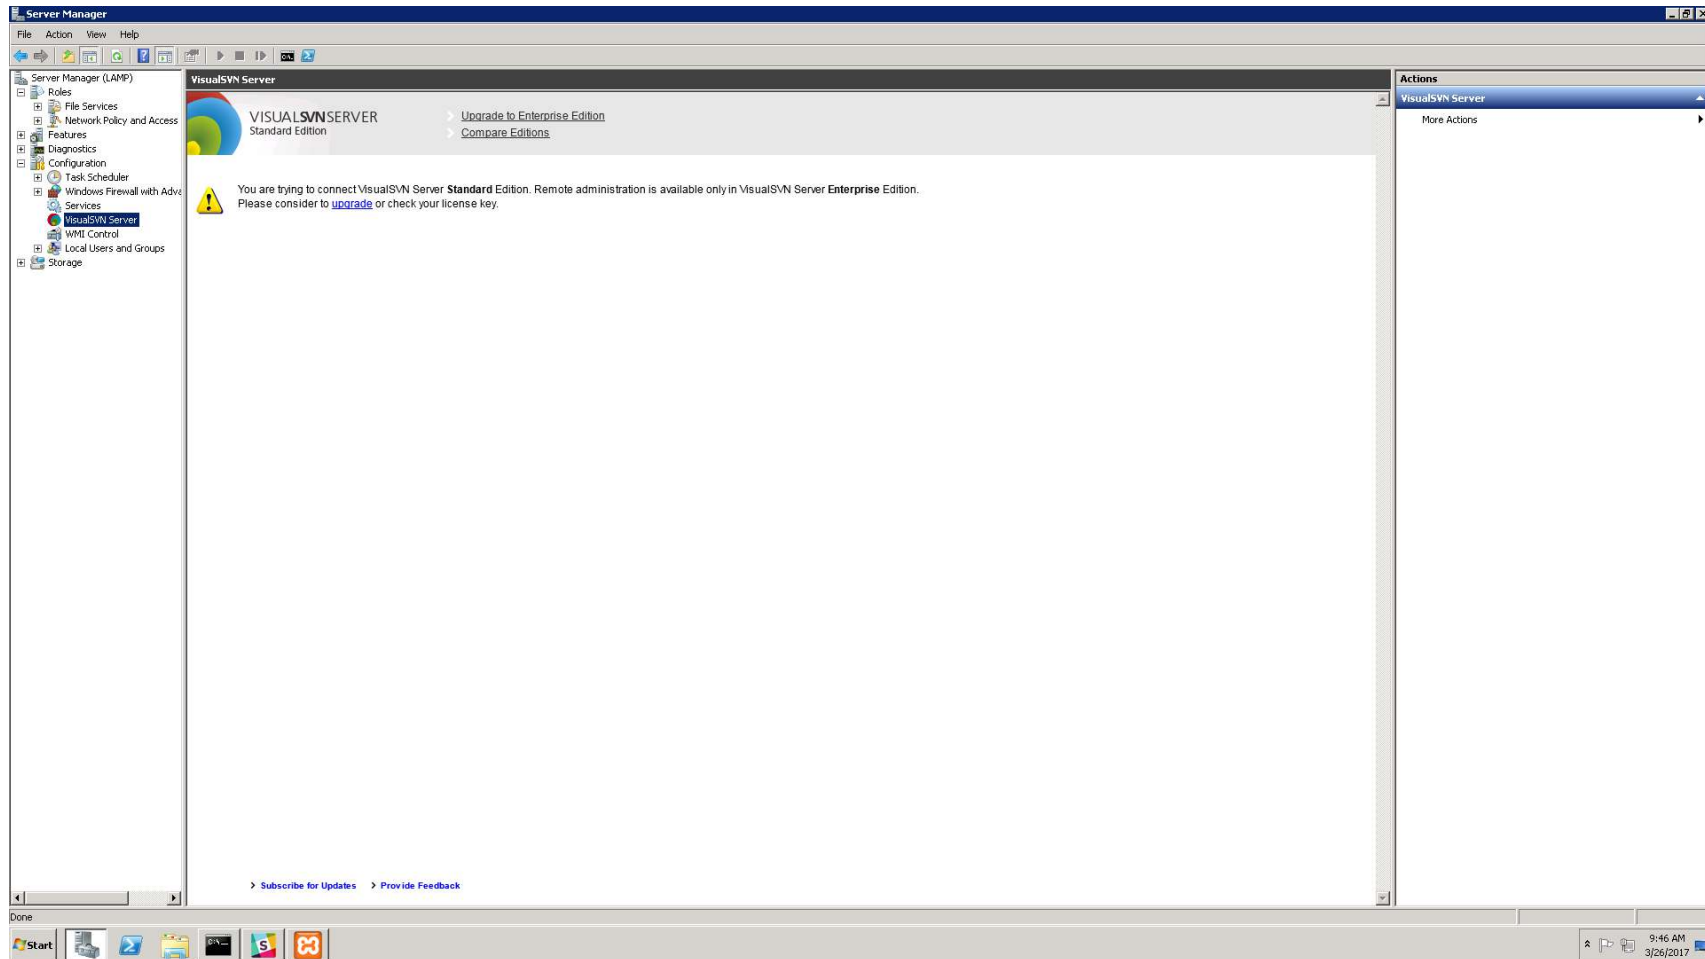 Server Manager
File Action View Help
Server Manager (LAMP)
Roles
File Services
Network Policy and Access
Features
Diagnostics
Configuration
Task Scheduler
Windows Firewall with Adva
Services
VisualSVN Server
WMI Control
Local Users and Groups
Storage
VisualSVN Server
VISUALSVNSERVER
Standard Edition
Upgrade to Enterprise Edition
Compare Editions
You are trying to connect VisualSVN Server Standard Edition. Remote administration is available only in VisualSVN Server Enterprise Edition.
Please consider to upgrade or check your license key.
Subscribe for Updates Provide Feedback
Actions
VisualSVN Server
More Actions
Done
Start
9:46 AM
3/26/2017